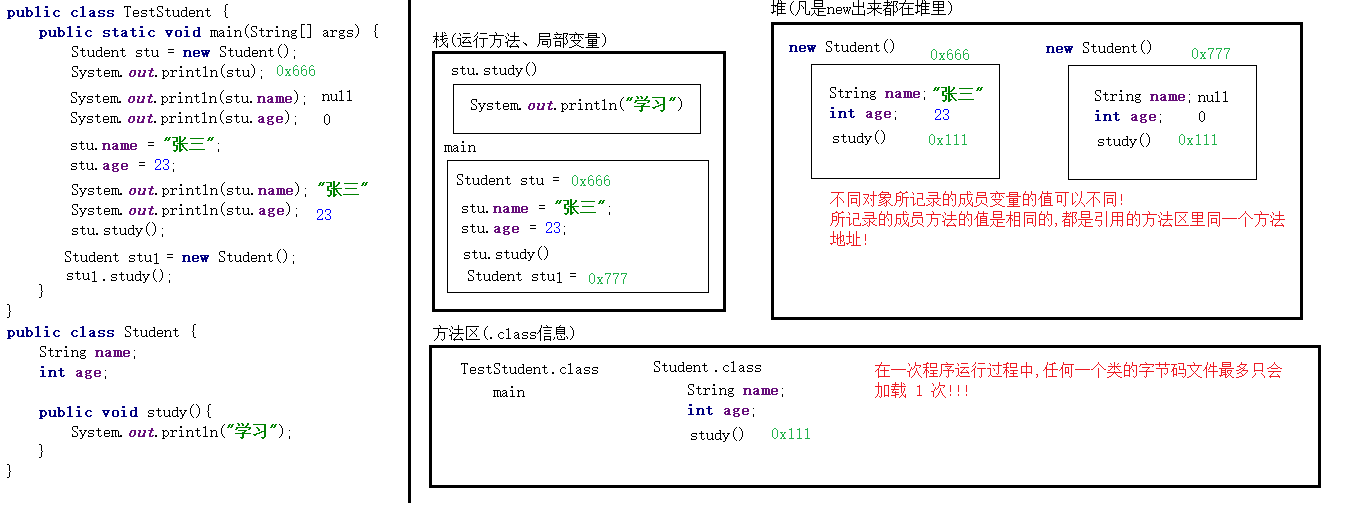 public class TestStudent {
public static void main(String[] args) {
Student stu = new Student();
System.out.println(stu); 0x666
System.out.println(stu.name); null
System.out.println(stu.age); 0
stu.name = "张三";
stu.age = 23;
System.out.println(stu.name); "张三"
System.out.println(stu.age); 23
stu.study();
Student stu1 = new Student();
stu1.study();
}
}
public class Student {
String name;
int age;
public void study(){
System.out.println("学习");
}
}
栈(运行方法、局部变量)
stu.study()
System.out.println("学习")
main
Student stu = 0x666
stu.name = "张三";
stu.age = 23;
stu.study()
Student stu1 = 0x777
堆(凡是new出来都在堆里)
new Student() 0x666
String name; "张三"
int age; 23
study() 0x111
new Student() 0x777
String name; null
int age; 0
study() 0x111
不同对象所记录的成员变量的值可以不同!
所记录的成员方法的值是相同的,都是引用的方法区里同一个方法
地址!
方法区(.class信息)
TestStudent.class
main
Student.class
String name;
int age;
study() 0x111
在一次程序运行过程中,任何一个类的字节码文件最多只会
加载 1 次!!!